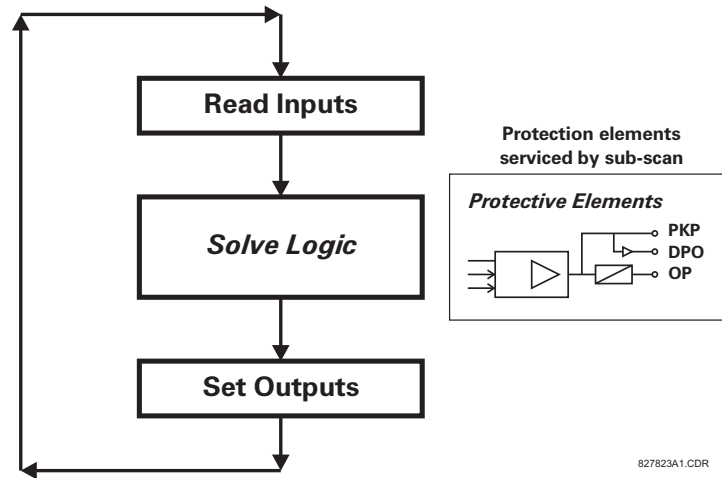 Read Inputs
Solve Logic
Set Outputs
Protection elements
serviced by sub-scan
Protective Elements
PKP
DPO
OP
827823A1.CDR